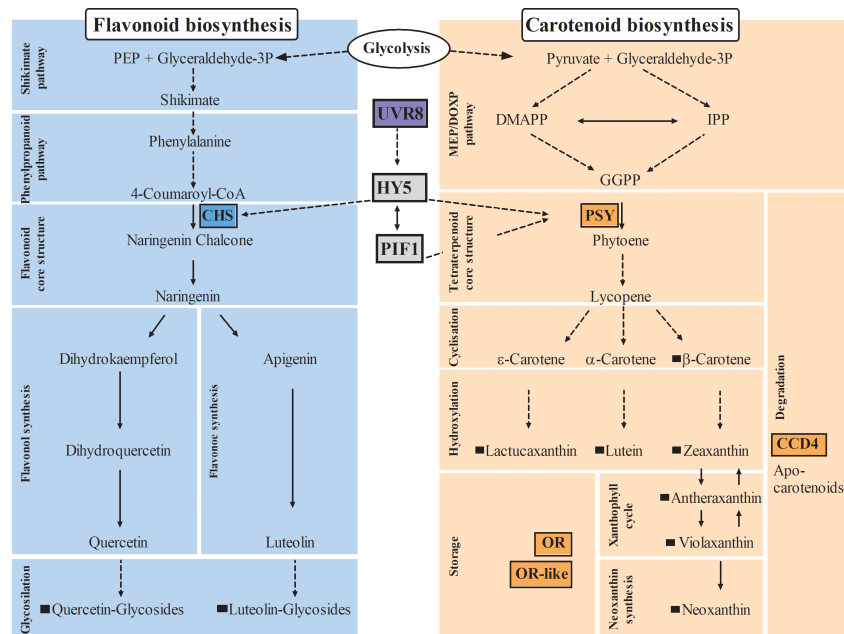 Flavonoid biosynthesis
Shikimate
pathway
PEP + Glyceraldehyde-3P
Shikimate
Phenylpropanoid
pathway
Phenylalanine
4-Coumaroyl-CoA
Flavonoid
core structure
CHS
Naringenin Chalcone
Naringenin
Flavonol synthesis
Dihydrokaempferol
Dihydroquercetin
Quercetin
Flavonoe synthesis
Apigenin
Luteolin
Glycosilation
Quercetin-Glycosides
Luteolin-Glycosides
Glycolysis
UVR8
HY5
PIF1
Carotenoid biosynthesis
MEP/DOXP
pathway
Pyruvate + Glyceraldehyde-3P
DMAPP
IPP
GGPP
Tetraterpenoid
core structure
PSY
Phytoene
Lycopene
Cyclisation
ε-Carotene
α-Carotene
β-Carotene
Hydroxylation
Lactucaxanthin
Lutein
Zeaxanthin
Storage
OR
OR-like
Xanthophyll
cycle
Antheraxanthin
Violaxanthin
Neoxanthin
synthesis
Neoxanthin
Degradation
CCD4
Apo-
carotenoids